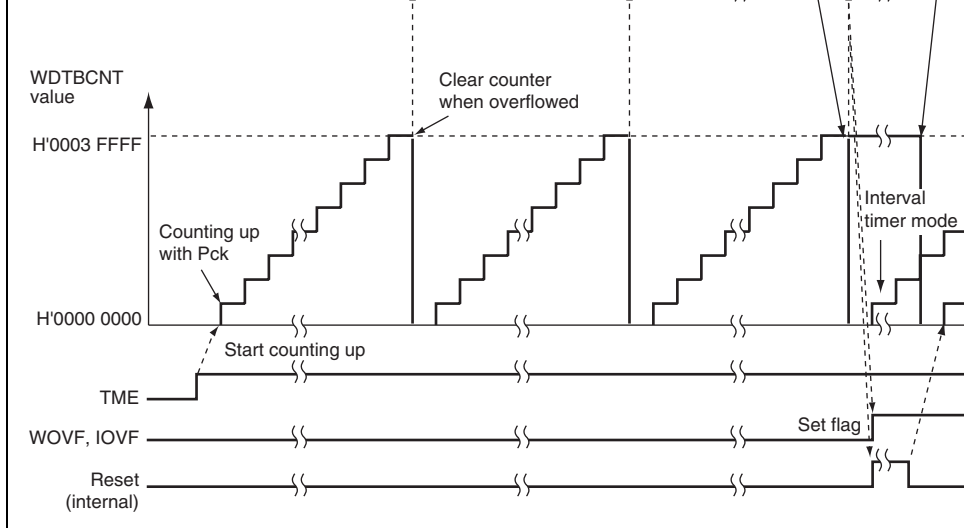 WDTBCNT
value
Clear counter
when overflowed
H'0003 FFFF
Interval
timer mode
Counting up
with Pck
H'0000 0000
Start counting up
TME
Set flag
WOVF, IOVF
Reset
(internal)